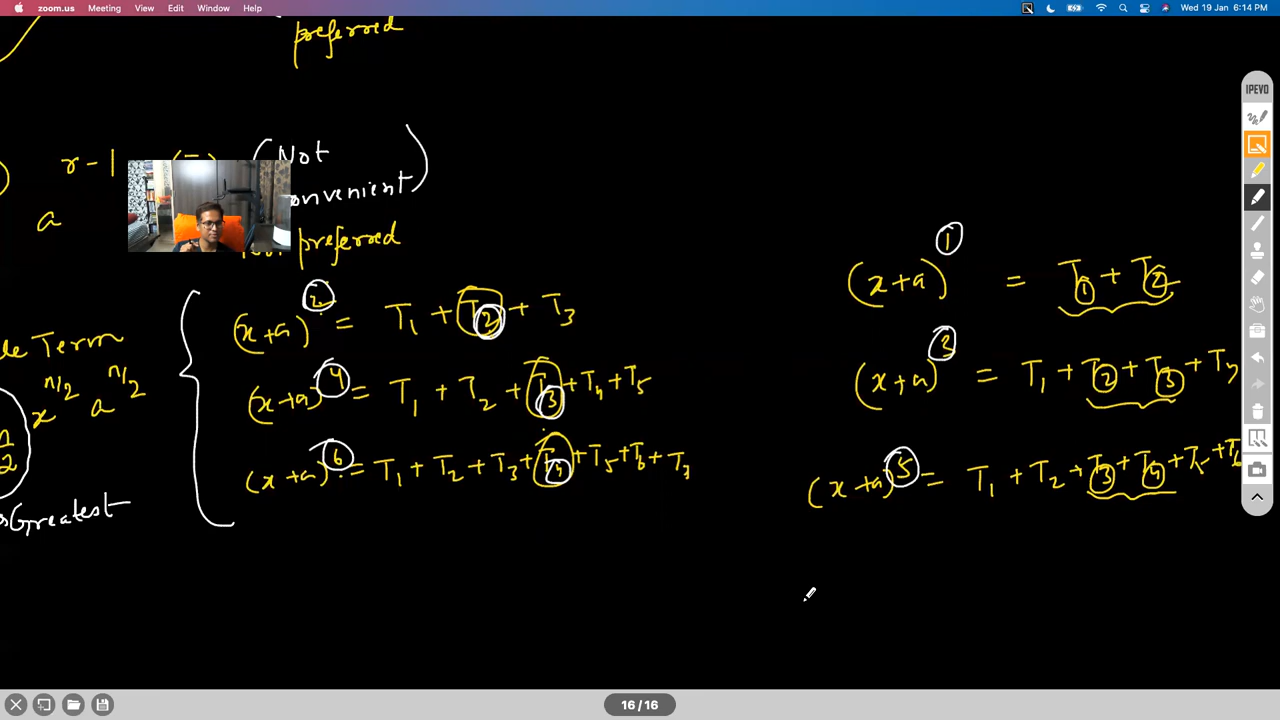 zoom.us Meeting View Edit Window Help Wed 19 Jan 6:14 PM
preferred
IPEVO
r-1 (Not
onvenient)
a
preferred
(x+a)^2 = T1 + T2 + T3
le Term
x^n/2 a^n/2
(x+a)^4 = T1 + T2 + T3 + T4 + T5
n/2
(x+a)^6 = T1 + T2 + T3 + T4 + T5 + T6 + T7
Greatest
(x+a)^1 = T1 + T2
(x+a)^3 = T1 + T2 + T3 + T4
(x+a)^5 = T1 + T2 + T3 + T4 + T5 + T6
16/16